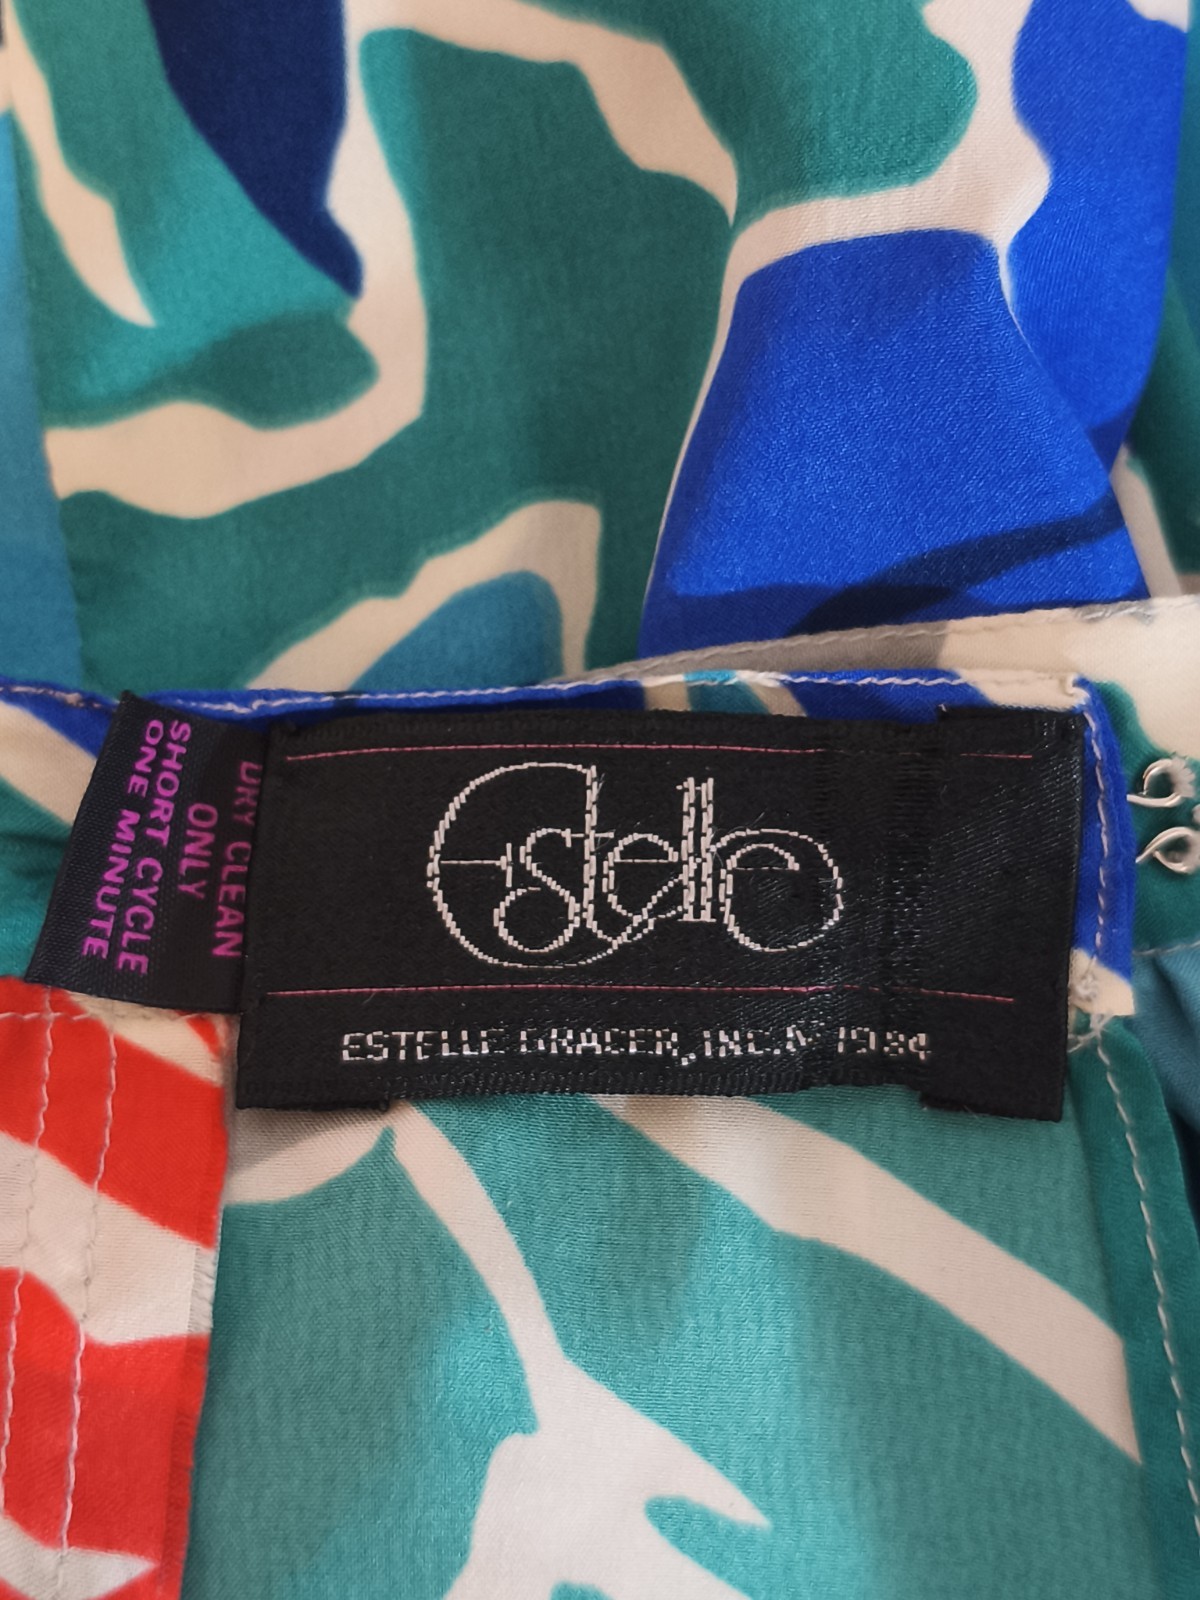 Estelle
ESTELLE GRACER, INC. © 1984
DRY CLEAN
ONLY
SHORT CYCLE
ONE MINUTE